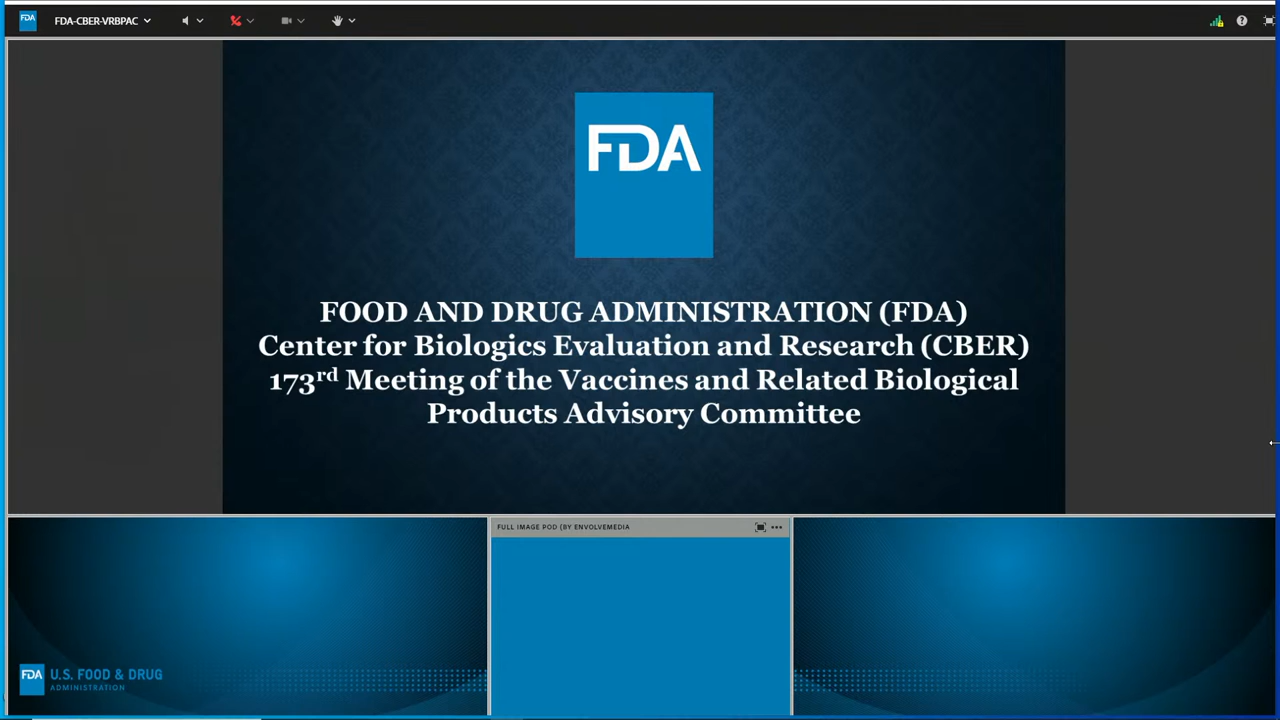 FDA
FDA-CBER-VRBPAC
FDA
FOOD AND DRUG ADMINISTRATION (FDA)
Center for Biologics Evaluation and Research (CBER)
173rd Meeting of the Vaccines and Related Biological
Products Advisory Committee
FULL IMAGE POD (BY ENVOLVEMEDIA
FDA U.S. FOOD & DRUG
ADMINISTRATION